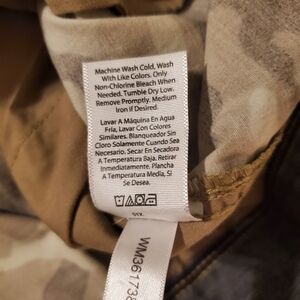 Machine Wash Cold, Wash
With Like Colors. Only
Non-Chlorine Bleach When
Needed. Tumble Dry Low.
Remove Promptly. Medium
Iron if Desired.
Lavar A Máquina En Agua
Fría, Lavar Con Colores
Similares. Blanqueador Sin
Cloro Solamente Cuando Sea
Necesario. Secar En Secadora
A Temperatura Baja. Retirar
Inmediatamente. Plancha
A Temperatura Media, Si
Se Desea.
WM361738